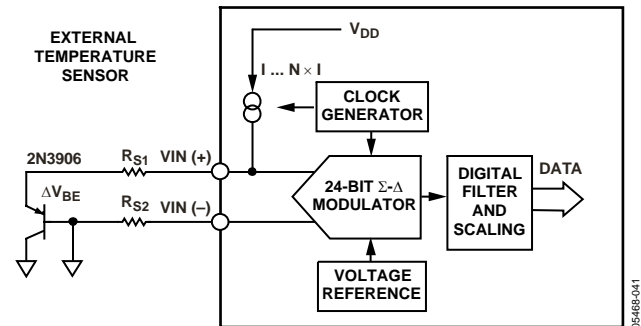 EXTERNAL
TEMPERATURE
SENSOR
V_DD
I ... N × I
CLOCK
GENERATOR
2N3906
R_S1
VIN (+)
ΔV_BE
R_S2
VIN (–)
24-BIT Σ-Δ
MODULATOR
DIGITAL
FILTER
AND
SCALING
DATA
VOLTAGE
REFERENCE
05468-041